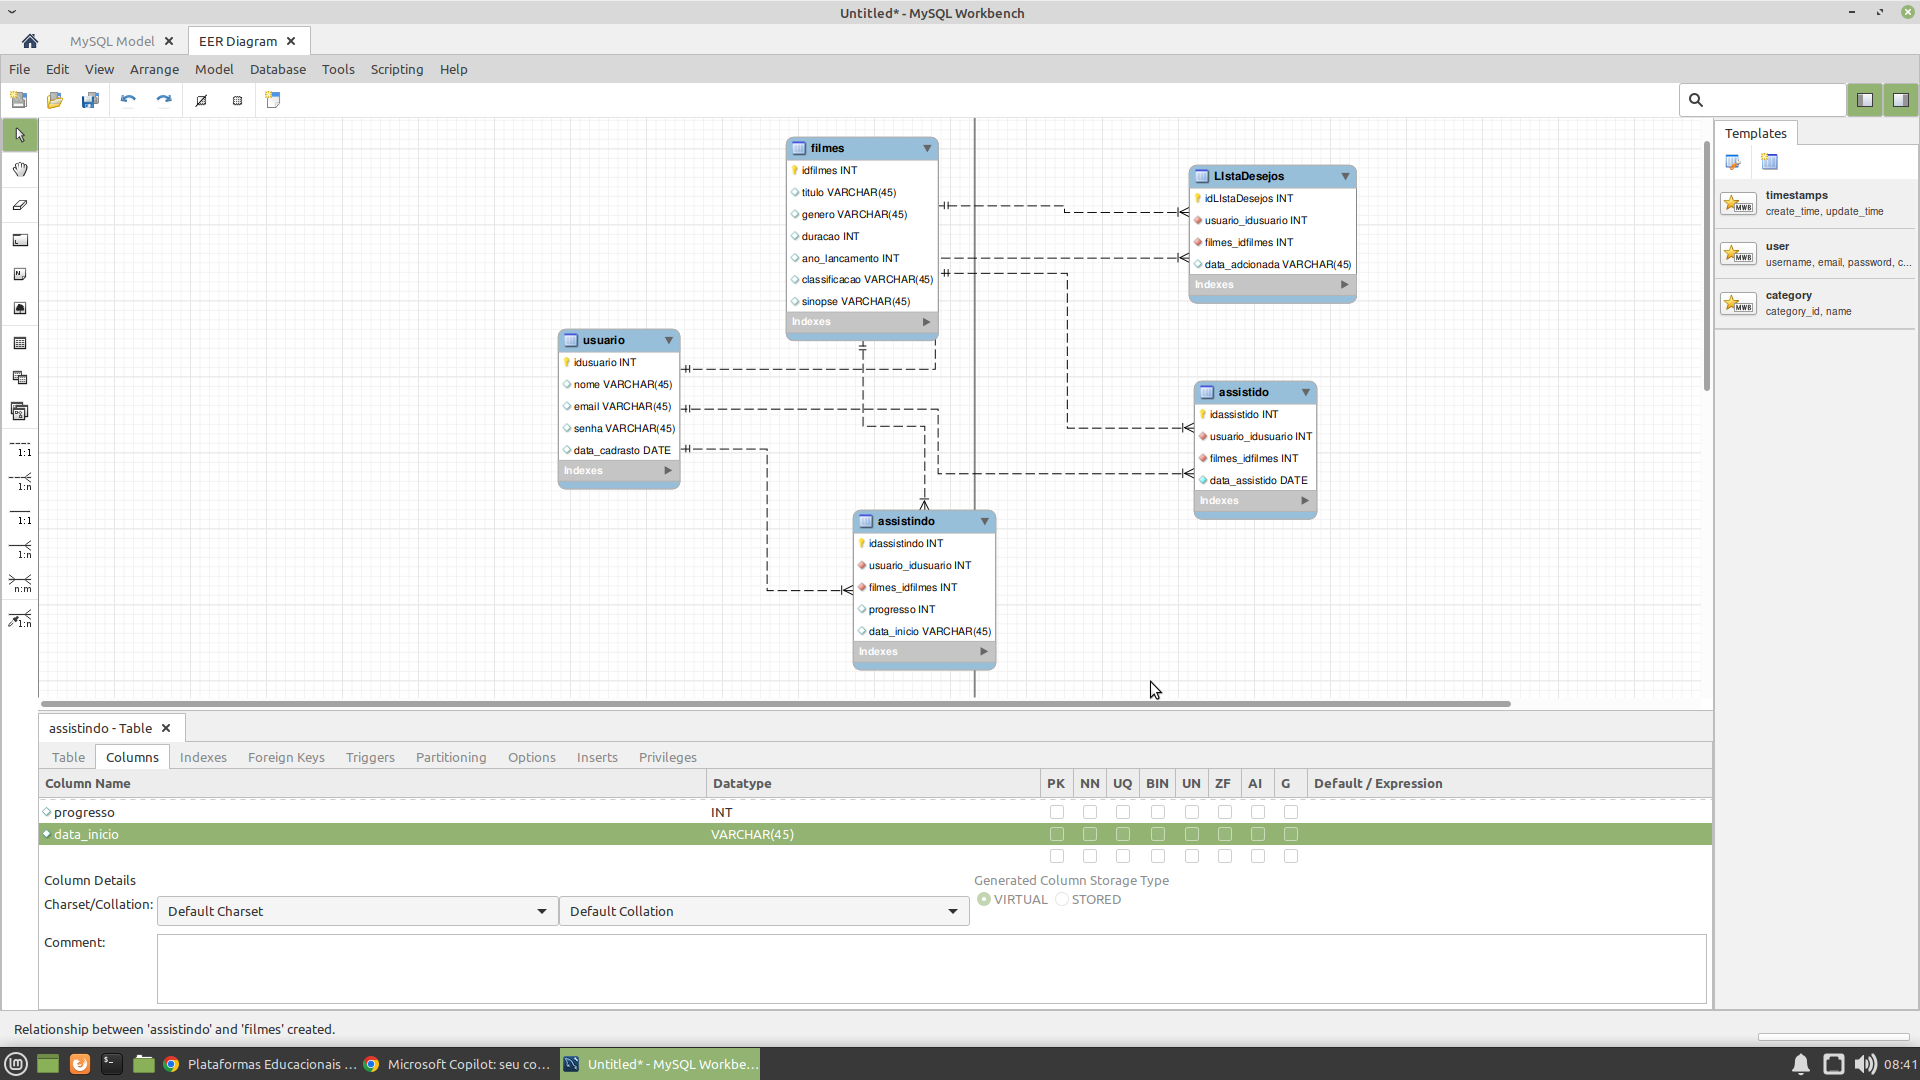 Untitled* - MySQL Workbench
MySQL Model
EER Diagram
File Edit View Arrange Model Database Tools Scripting Help
filmes
idfilmes INT
titulo VARCHAR(45)
genero VARCHAR(45)
duracao INT
ano_lancamento INT
classificacao VARCHAR(45)
sinopse VARCHAR(45)
Indexes
LIstaDesejos
idLIstaDesejos INT
usuario_idusuario INT
filmes_idfilmes INT
data_adcionada VARCHAR(45)
Indexes
usuario
idusuario INT
nome VARCHAR(45)
email VARCHAR(45)
senha VARCHAR(45)
data_cadrasto DATE
Indexes
assistido
idassistido INT
usuario_idusuario INT
filmes_idfilmes INT
data_assistido DATE
Indexes
assistindo
idassistindo INT
usuario_idusuario INT
filmes_idfilmes INT
progresso INT
data_inicio VARCHAR(45)
Indexes
1:1
1:n
1:1
1:n
n:m
1:n
Templates
MWB
timestamps
create_time, update_time
MWB
user
username, email, password, c...
MWB
category
category_id, name
assistindo - Table
Table Columns Indexes Foreign Keys Triggers Partitioning Options Inserts Privileges
Column Name Datatype PK NN UQ BIN UN ZF AI G Default / Expression
progresso INT
data_inicio VARCHAR(45)
Column Details
Generated Column Storage Type
Charset/Collation: Default Charset Default Collation
VIRTUAL STORED
Comment:
Relationship between 'assistindo' and 'filmes' created.
Plataformas Educacionais ...
Microsoft Copilot: seu co...
Untitled* - MySQL Workbe...
08:41